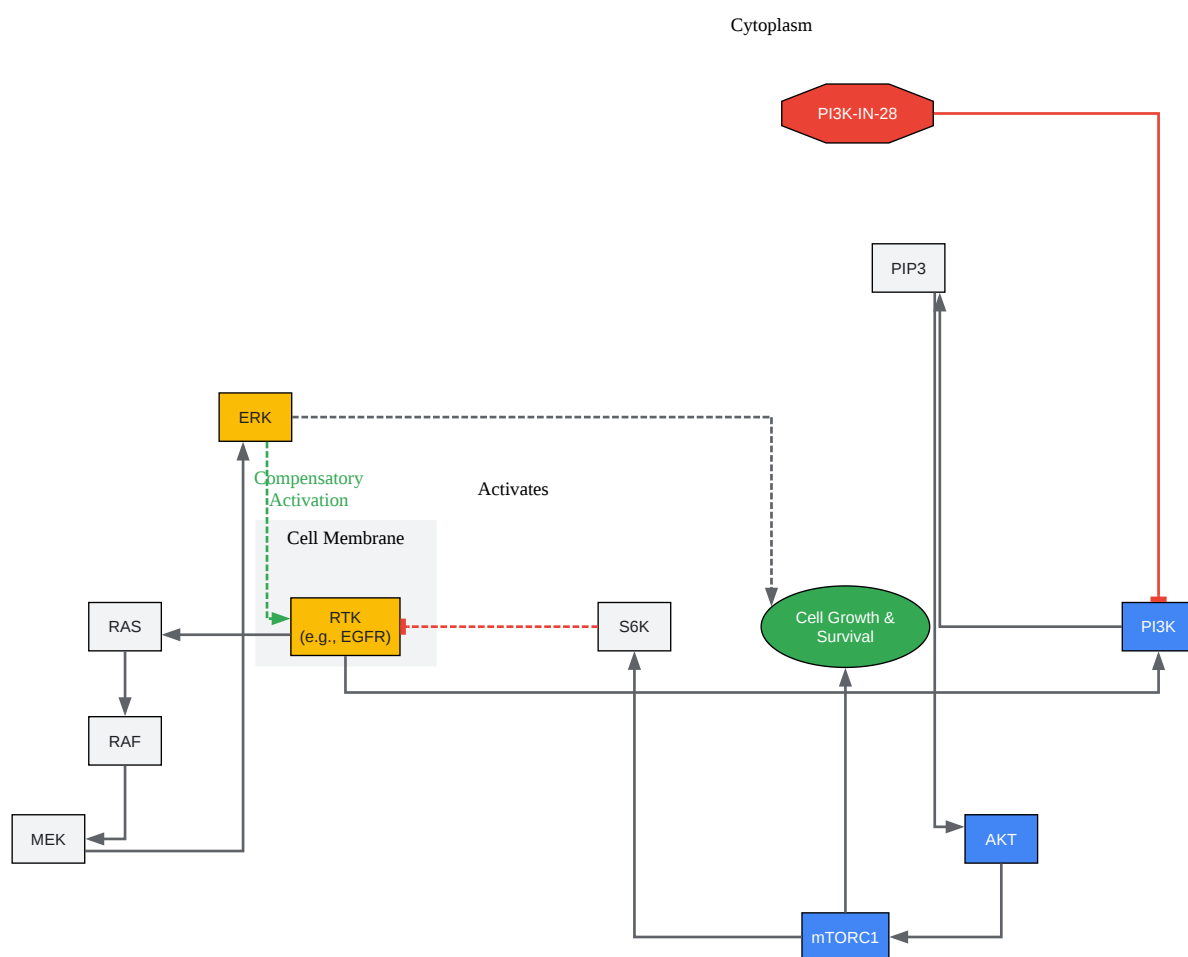 Cytoplasm
PI3K-IN-28
PIP3
ERK
Compensatory
Activation
Activates
Cell Membrane
RAS
RTK
(e.g., EGFR)
S6K
Cell Growth &
Survival
PI3K
RAF
MEK
AKT
mTORC1